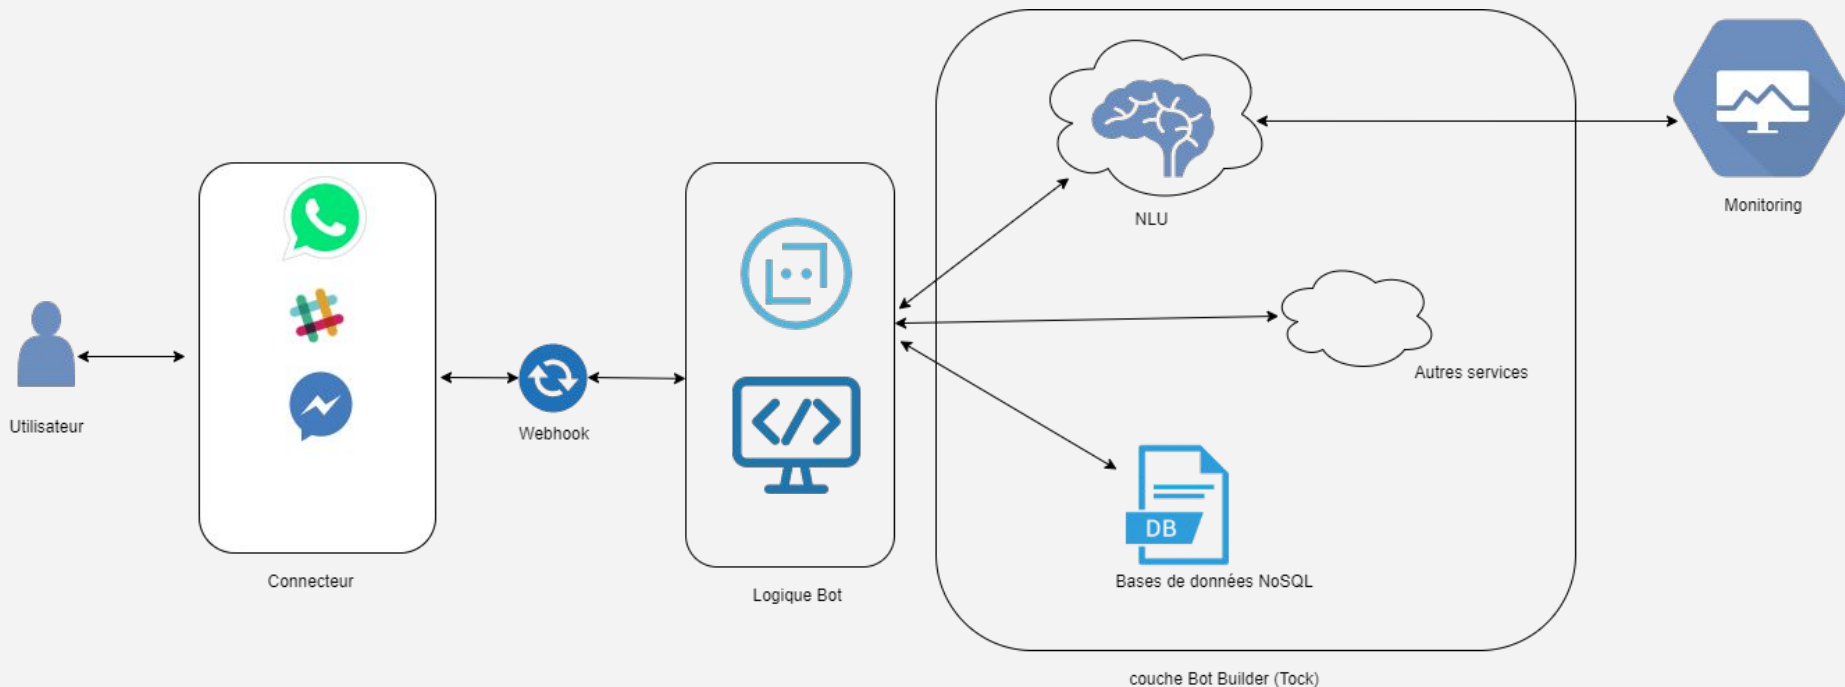 Utilisateur
Connecteur
Webhook
Logique Bot
NLU
Autres services
DB
Bases de données NoSQL
couche Bot Builder (Tock)
Monitoring